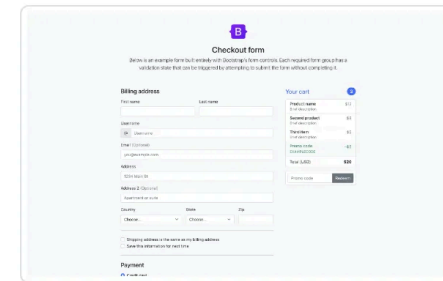 B
Checkout form
Below is an example form built entirely with Bootstrap's form controls. Each required form group has a
validation state that can be triggered by attempting to submit the form without completing it.
Billing address
First name Last name
Username
@ Username
Email (Optional)
you@example.com
Address
1234 Main St
Address 2 (Optional)
Apartment or suite
Country State Zip
Choose... Choose...
Shipping address is the same as my billing address
Save this information for next time
Payment
Credit card
Your cart
Product name
Brief description
Second product
Brief description
Third item
Brief description
Promo code
Total (USD)
Promo code Redeem